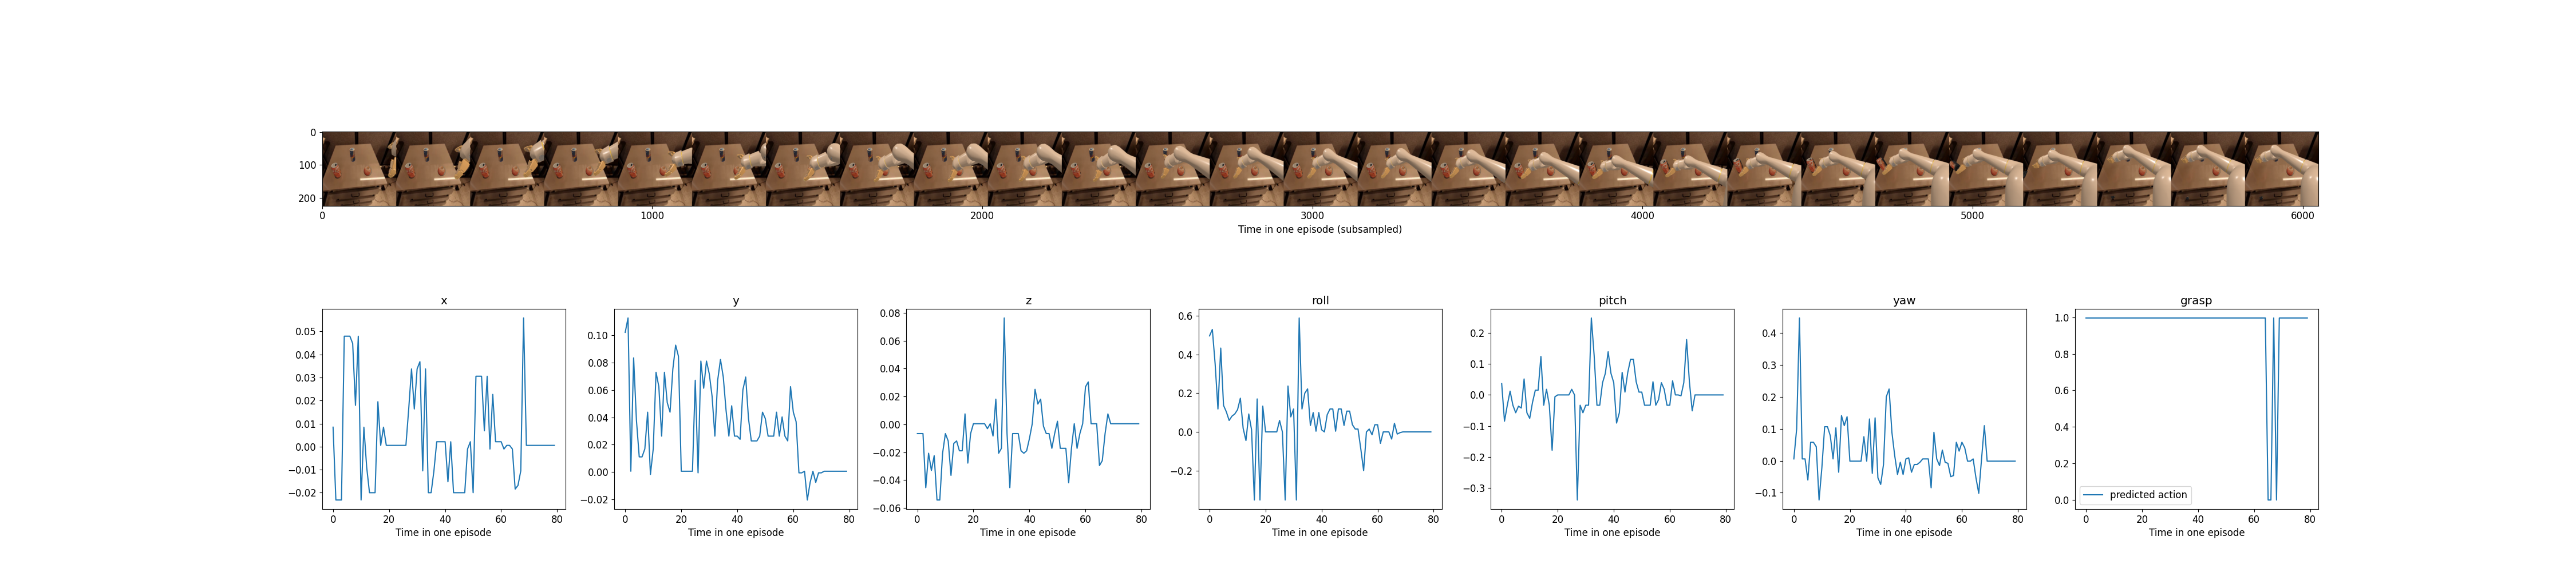 0
100
200
0 1000 2000 3000 4000 5000 6000
Time in one episode (subsampled)
x y z roll pitch yaw grasp
0.05
0.04
0.03
0.02
0.01
0.00
−0.01
−0.02
0 20 40 60 80
Time in one episode
0.10
0.08
0.06
0.04
0.02
0.00
−0.02
0 20 40 60 80
Time in one episode
0.08
0.06
0.04
0.02
0.00
−0.02
−0.04
−0.06
0 20 40 60 80
Time in one episode
0.6
0.4
0.2
0.0
−0.2
0 20 40 60 80
Time in one episode
0.2
0.1
0.0
−0.1
−0.2
−0.3
0 20 40 60 80
Time in one episode
0.4
0.3
0.2
0.1
0.0
−0.1
0 20 40 60 80
Time in one episode
1.0
0.8
0.6
0.4
0.2
0.0
predicted action
0 20 40 60 80
Time in one episode